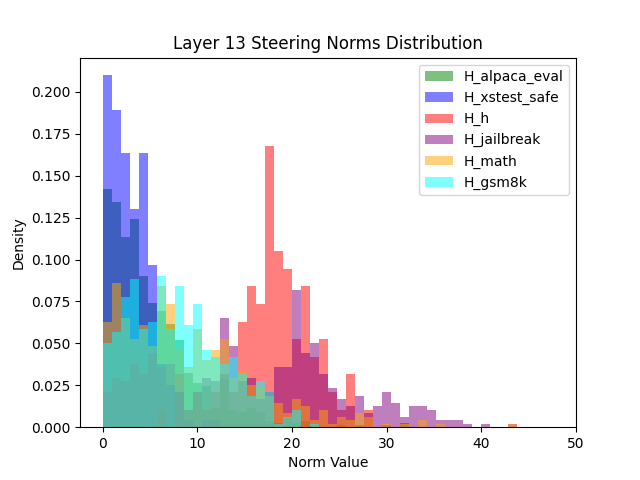 Layer 13 Steering Norms Distribution
H_alpaca_eval
H_xstest_safe
H_h
H_jailbreak
H_math
H_gsm8k
Density
0.200
0.175
0.150
0.125
0.100
0.075
0.050
0.025
0.000
0
10
20
30
40
50
Norm Value